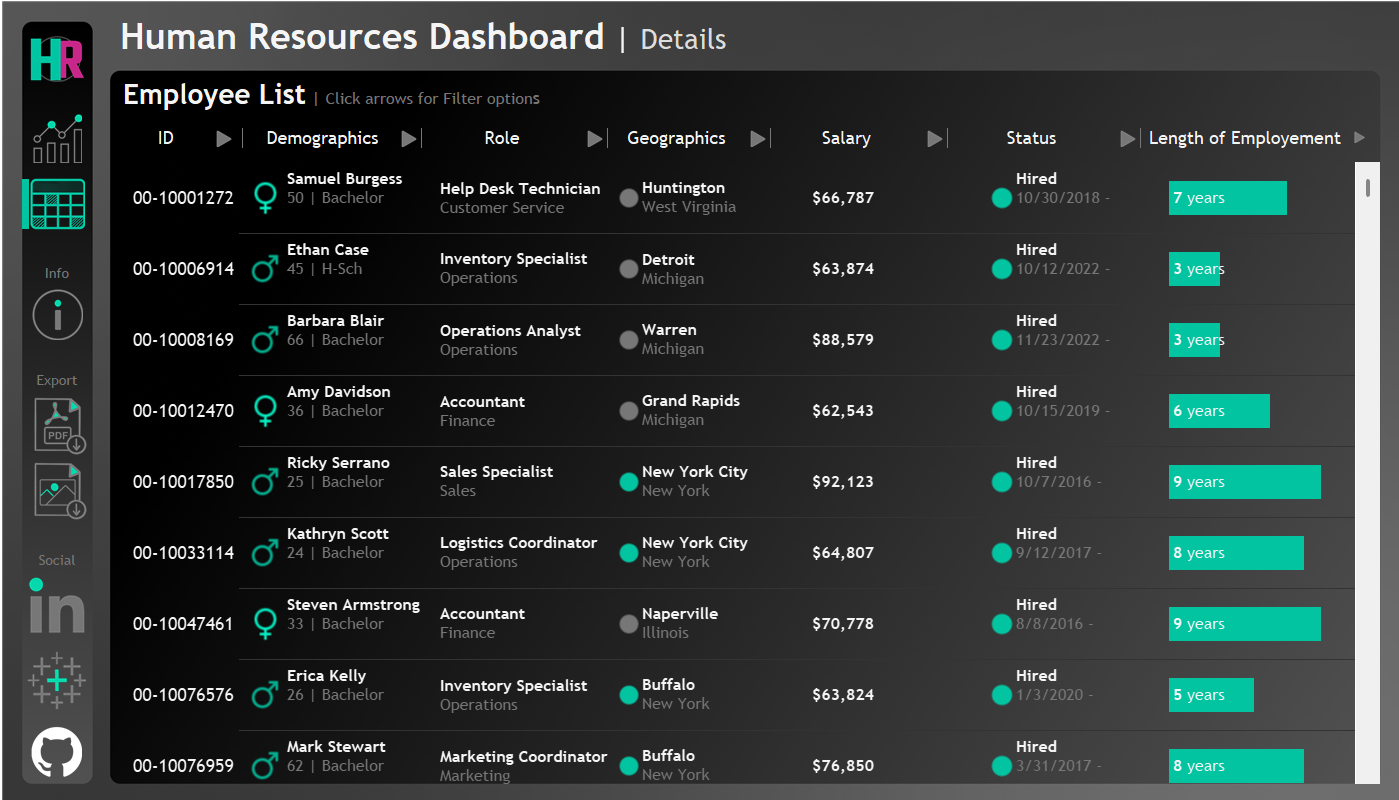 HR
Human Resources Dashboard | Details
Employee List | Click arrows for Filter options
ID Demographics Role Geographics Salary Status Length of Employement
00-10001272 Samuel Burgess 50 | Bachelor Help Desk Technician Customer Service Huntington West Virginia $66,787 Hired 10/30/2018 - 7 years
00-10006914 Ethan Case 45 | H-Sch Inventory Specialist Operations Detroit Michigan $63,874 Hired 10/12/2022 - 3 years
00-10008169 Barbara Blair 66 | Bachelor Operations Analyst Operations Warren Michigan $88,579 Hired 11/23/2022 - 3 years
00-10012470 Amy Davidson 36 | Bachelor Accountant Finance Grand Rapids Michigan $62,543 Hired 10/15/2019 - 6 years
00-10017850 Ricky Serrano 25 | Bachelor Sales Specialist Sales New York City New York $92,123 Hired 10/7/2016 - 9 years
00-10033114 Kathryn Scott 24 | Bachelor Logistics Coordinator Operations New York City New York $64,807 Hired 9/12/2017 - 8 years
00-10047461 Steven Armstrong 33 | Bachelor Accountant Finance Naperville Illinois $70,778 Hired 8/8/2016 - 9 years
00-10076576 Erica Kelly 26 | Bachelor Inventory Specialist Operations Buffalo New York $63,824 Hired 1/3/2020 - 5 years
00-10076959 Mark Stewart 62 | Bachelor Marketing Coordinator Marketing Buffalo New York $76,850 Hired 3/31/2017 - 8 years
Info
i
Export
PDF
Social
in